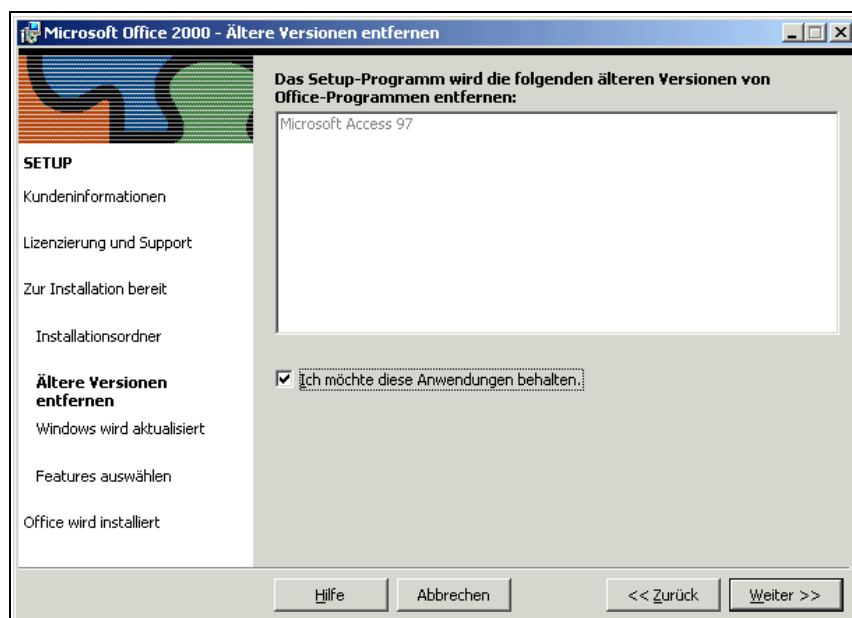 Microsoft Office 2000 - Ältere Versionen entfernen
Das Setup-Programm wird die folgenden älteren Versionen von
Office-Programmen entfernen:
Microsoft Access 97
SETUP
Kundeninformationen
Lizenzierung und Support
Zur Installation bereit
Installationsordner
Ältere Versionen
entfernen
Windows wird aktualisiert
Features auswählen
Office wird installiert
Ich möchte diese Anwendungen behalten.
Hilfe
Abbrechen
<< Zurück
Weiter >>